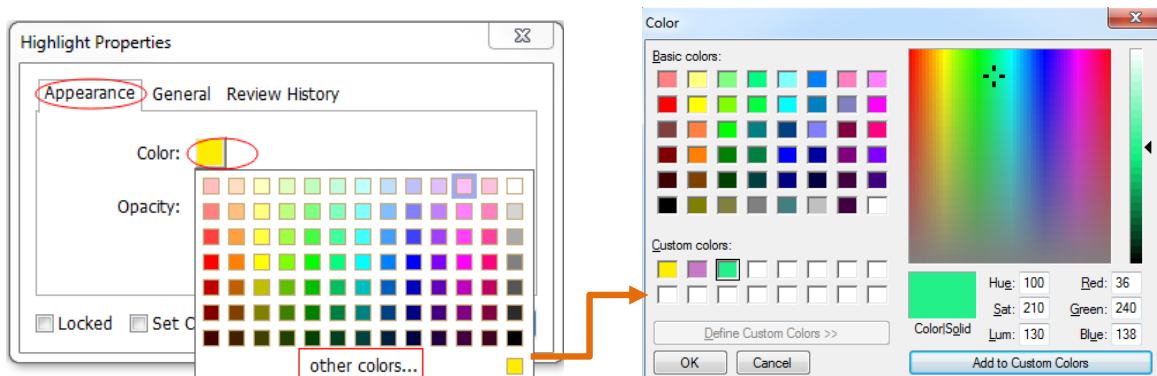 Highlight Properties
Appearance General Review History
Color:
Opacity:
Locked Set C
other colors...
Color
Basic colors:
Custom colors:
Define Custom Colors >>
OK Cancel
Color|Solid
Hue: 100 Red: 36
Sat: 210 Green: 240
Lum: 130 Blue: 138
Add to Custom Colors